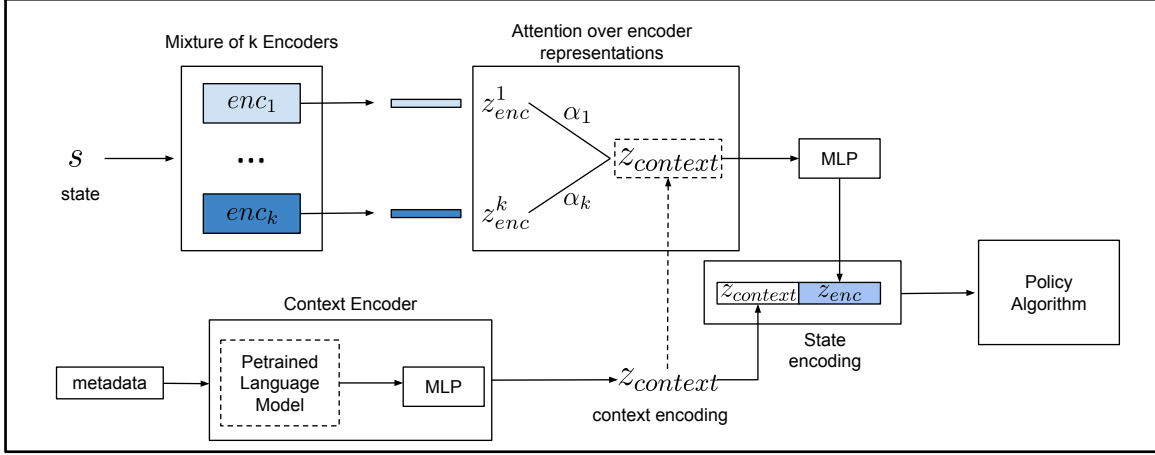 Mixture of k Encoders
Attention over encoder
representations
enc₁
z¹enc
α₁
s
state
...
zcontext
MLP
enck
zᵏenc
αk
zcontext zenc
State
encoding
Policy
Algorithm
Context Encoder
metadata
Petrained
Language
Model
MLP
zcontext
context encoding